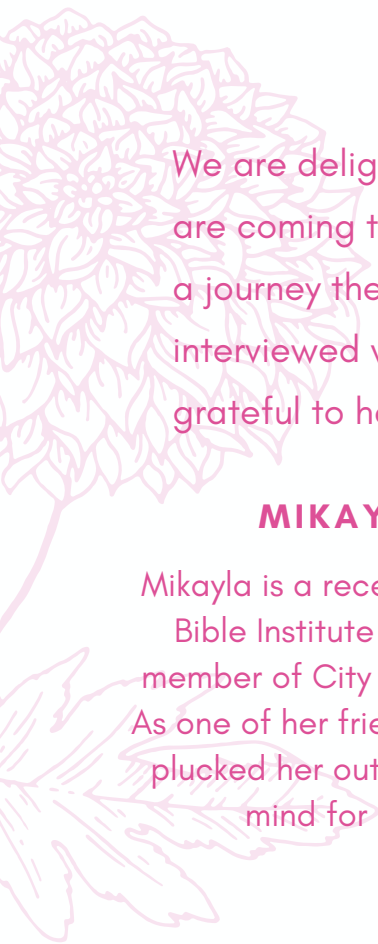 We are delig
are coming t
a journey the
interviewed v
grateful to h
MIKAY
Mikayla is a rece
Bible Institute
member of City
As one of her frie
plucked her out
mind for